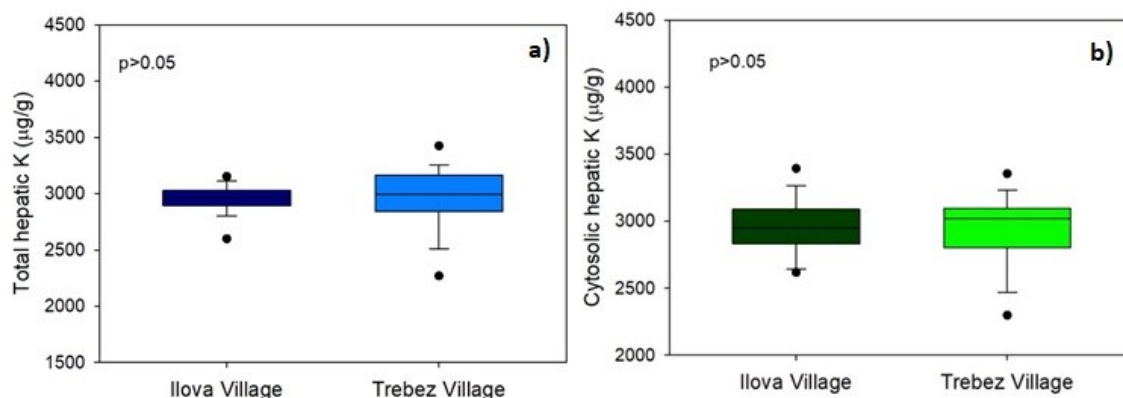 a)
p>0.05
Total hepatic K (μg/g)
4500
4000
3500
3000
2500
2000
1500
Ilova Village
Trebez Village
b)
p>0.05
Cytosolic hepatic K (μg/g)
4500
4000
3500
3000
2500
2000
Ilova Village
Trebez Village